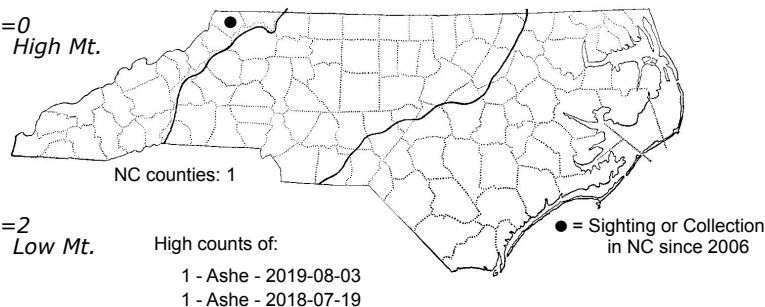 =0
High Mt.
NC counties: 1
=2
Low Mt.
High counts of:
1 - Ashe - 2019-08-03
1 - Ashe - 2018-07-19
● = Sighting or Collection
in NC since 2006